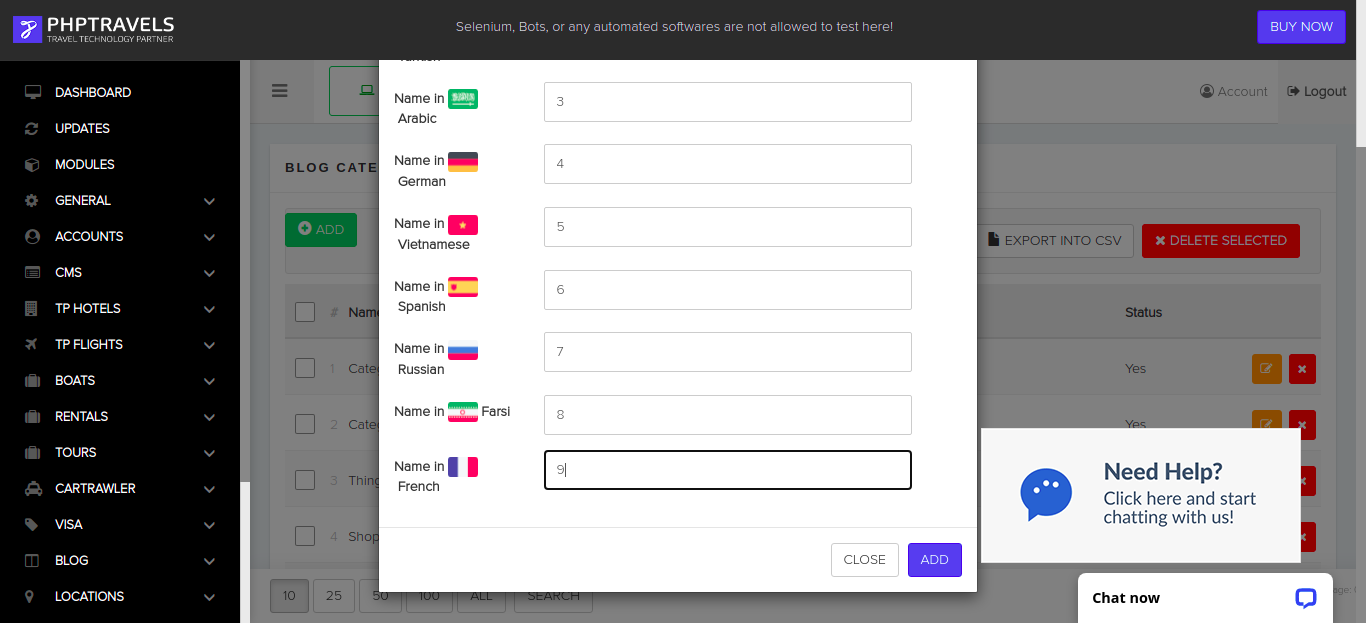 PHPTRAVELS
TRAVEL TECHNOLOGY PARTNER
Selenium, Bots, or any automated softwares are not allowed to test here!
BUY NOW
DASHBOARD
UPDATES
MODULES
GENERAL
ACCOUNTS
CMS
TP HOTELS
TP FLIGHTS
BOATS
RENTALS
TOURS
CARTRAWLER
VISA
BLOG
LOCATIONS
Account
Logout
BLOG CATE
ADD
EXPORT INTO CSV
DELETE SELECTED
# Name
Status
1 Categ
Yes
2 Categ
Yes
3 Thing
4 Shop
10 25 50 100 ALL SEARCH
Name in Arabic
3
Name in German
4
Name in Vietnamese
5
Name in Spanish
6
Name in Russian
7
Name in Farsi
8
Name in French
9
CLOSE
ADD
Need Help?
Click here and start
chatting with us!
Chat now